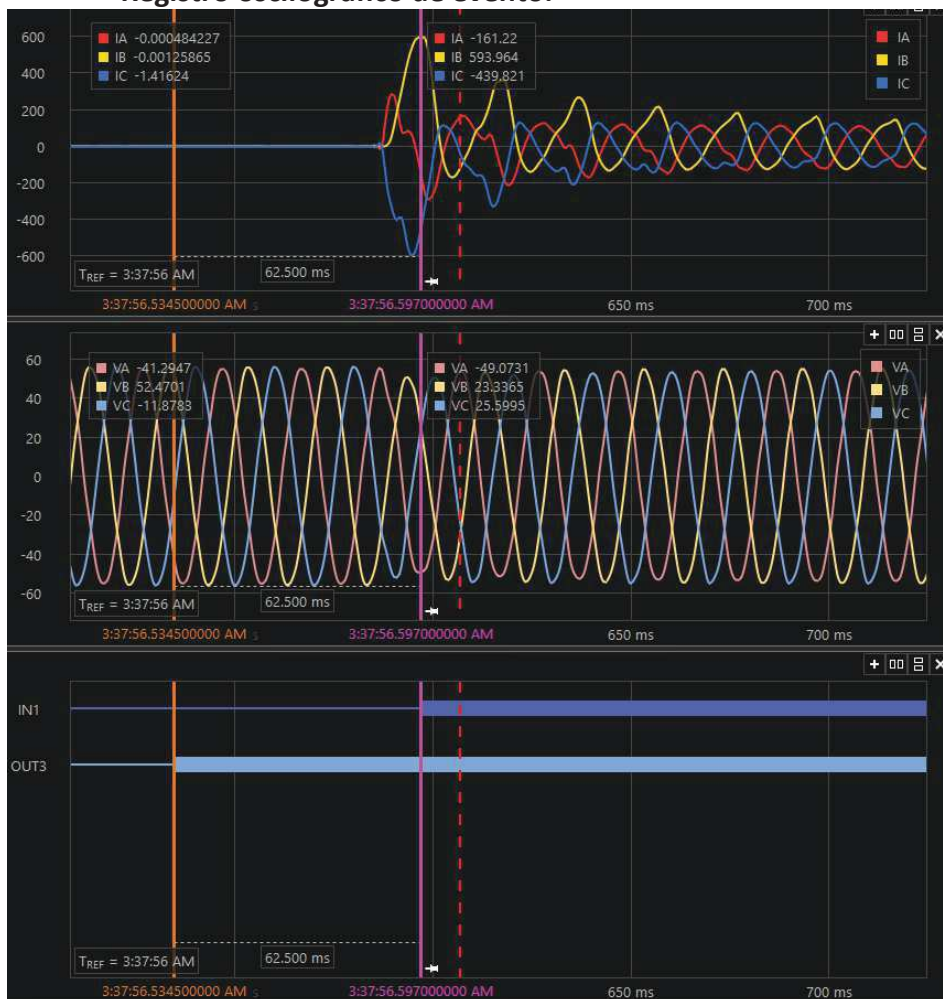 Registro oscilográfico de evento.
600
400
200
0
-200
-400
-600
IA -0.000484227
IB -0.00125865
IC -1.41624
IA -161.22
IB 593.964
IC -439.821
IA
IB
IC
TREF = 3:37:56 AM
62.500 ms
3:37:56.534500000 AM s
3:37:56.597000000 AM
650 ms
700 ms
60
40
20
0
-20
-40
-60
VA -41.2947
VB 52.4701
VC -11.8783
VA -49.0731
VB 23.3365
VC 25.5995
VA
VB
VC
TREF = 3:37:56 AM
62.500 ms
3:37:56.534500000 AM s
3:37:56.597000000 AM
650 ms
700 ms
IN1
OUT3
TREF = 3:37:56 AM
62.500 ms
3:37:56.534500000 AM s
3:37:56.597000000 AM
650 ms
700 ms